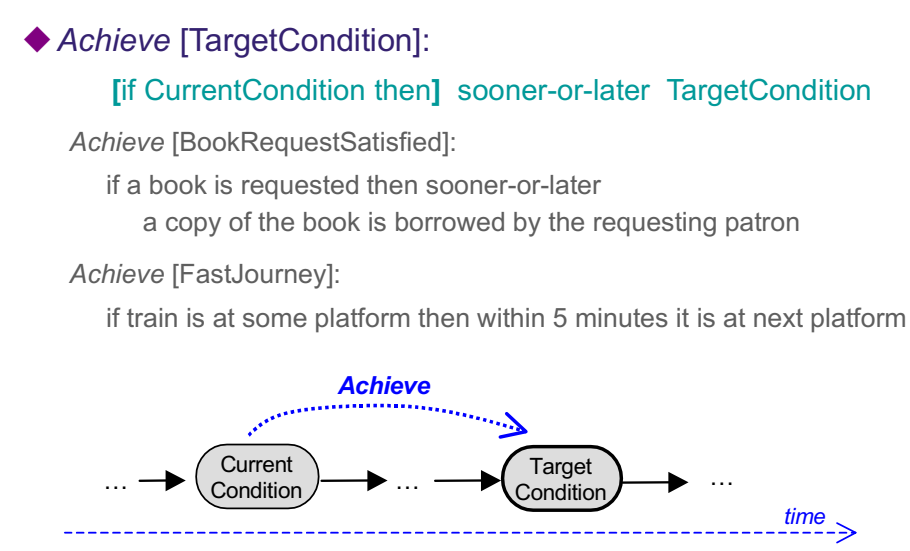 Achieve [TargetCondition]:
[if CurrentCondition then] sooner-or-later TargetCondition
Achieve [BookRequestSatisfied]:
if a book is requested then sooner-or-later
a copy of the book is borrowed by the requesting patron
Achieve [FastJourney]:
if train is at some platform then within 5 minutes it is at next platform
Achieve
... Current Condition ... Target Condition ...
time